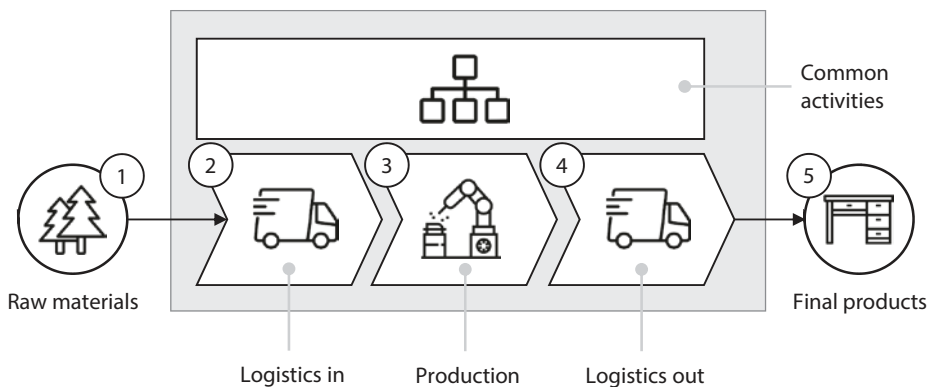 Common
activities
1
2
3
4
5
Raw materials
Final products
Logistics in
Production
Logistics out